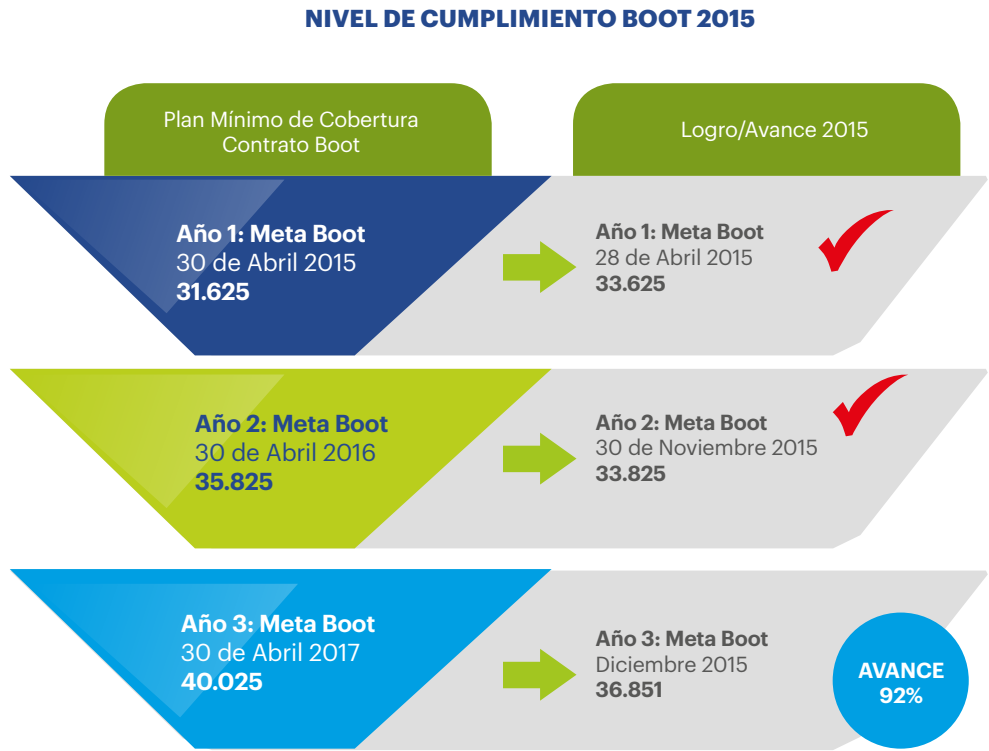 NIVEL DE CUMPLIMIENTO BOOT 2015
Plan Mínimo de Cobertura
Contrato Boot
Logro/Avance 2015
Año 1: Meta Boot
30 de Abril 2015
31.625
Año 1: Meta Boot
28 de Abril 2015
33.625
Año 2: Meta Boot
30 de Abril 2016
35.825
Año 2: Meta Boot
30 de Noviembre 2015
33.825
Año 3: Meta Boot
30 de Abril 2017
40.025
Año 3: Meta Boot
Diciembre 2015
36.851
AVANCE
92%